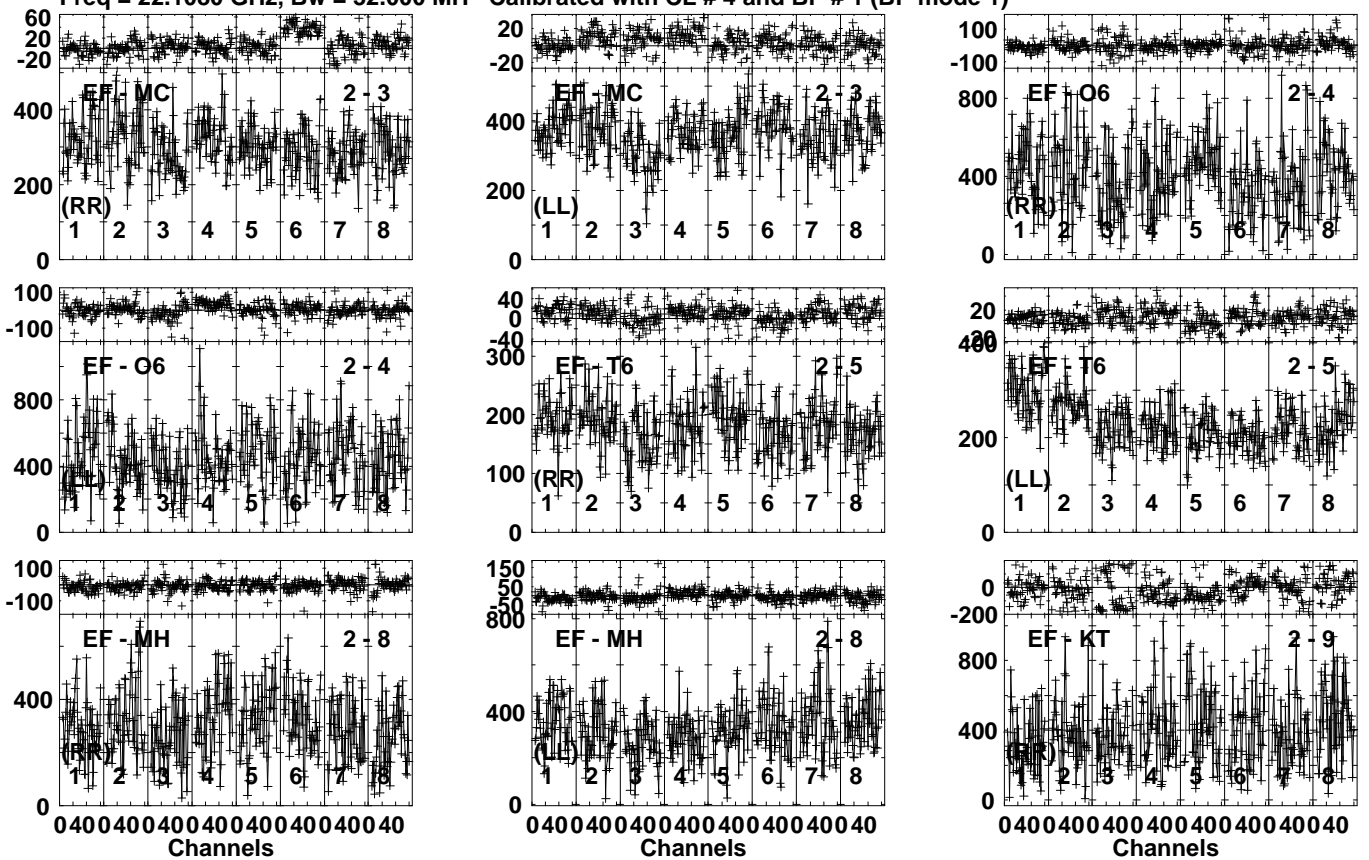 Freq = 22.1080 GHz, Bw = 32.000 MH Calibrated with CL # 4 and BP # 1 (BP mode 1)
60 20 -20
EF - MC 2 - 3
600 400 200 0
(RR)
1 2 3 4 5 6 7 8
20 -20
EF - MC 2 - 3
400 200 0
(LL)
1 2 3 4 5 6 7 8
100 -100
EF - O6 2 - 4
800 400 0
(RR)
1 2 3 4 5 6 7 8
100 -100
EF - O6 2 - 4
800 400 0
(LL)
1 2 3 4 5 6 7 8
40 0 -40
EF - T6 2 - 5
300 200 100 0
(RR)
1 2 3 4 5 6 7 8
20 -20
EF - T6 2 - 5
400 200 0
(LL)
1 2 3 4 5 6 7 8
100 -100
EF - MH 2 - 8
400 0
(RR)
1 2 3 4 5 6 7 8
0 40 0 40 0 40 0 40 0 40 0 40 0 40 0 40
Channels
150 50 -50
EF - MH 2 - 8
800 400 0
(LL)
1 2 3 4 5 6 7 8
0 40 0 40 0 40 0 40 0 40 0 40 0 40 0 40
Channels
0 -200
EF - KT 2 - 9
800 400 0
(RR)
1 2 3 4 5 6 7 8
0 40 0 40 0 40 0 40 0 40 0 40 0 40 0 40
Channels